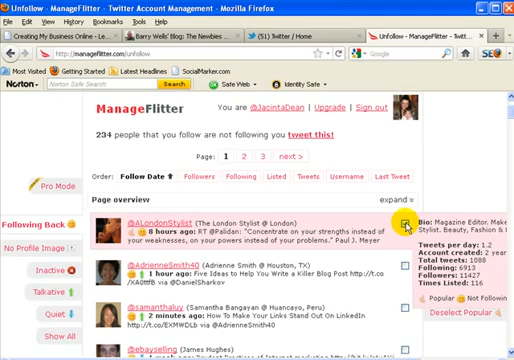 Unfollow - ManageFlitter - Twitter Account Management - Mozilla Firefox
File Edit View History Bookmarks Tools Help
Creating My Business Online - Le... Barry Wells' Blog: The Newbies ... (31) Twitter / Home Unfollow - ManageFlitter - Twitter ...
http://manageflitter.com/unfollow Google
Most Visited Getting Started Latest Headlines SocialMarker.com
Norton Norton Safe Search Search Safe Web Identity Safe
ManageFlitter You are @JacintaDean | Upgrade | Sign out
234 people that you follow are not following you tweet this!
Page: 1 2 3 next >
Order: Follow Date Followers Following Listed Tweets Username Last Tweet
Pro Mode
Page overview expand
Following Back
No Profile Image
Inactive
Talkative
Quiet
Show All
@ALondonStylist (The London Stylist @ London)
8 hours ago: RT @Palidan: "Concentrate on your strengths instead of
your weaknesses, on your powers instead of your problems." Paul J. Meyer
@AdrienneSmith40 (Adrienne Smith @ Houston, TX)
1 hour ago: Five Ideas to Help You Write a Killer Blog Post http://t.co
/XA0fTmbV via @DanielSharkov
@samanthaluy (Samantha Bangayan @ Huancayo, Peru)
2 hours ago: How To Make Your Links Stand Out On LinkedIn
http://t.co/EXMWDLb via @AdrielleS
@ebayselling (James Hughes)
Bio: Magazine Editor. Make
Stylist. Beauty, Fashion &
Tweets per day: 1.2
Account created: 2 year
Total tweets: 1088
Following: 6913
Followers: 11427
Times Listed: 116
Popular Not Following
Deselect Popular